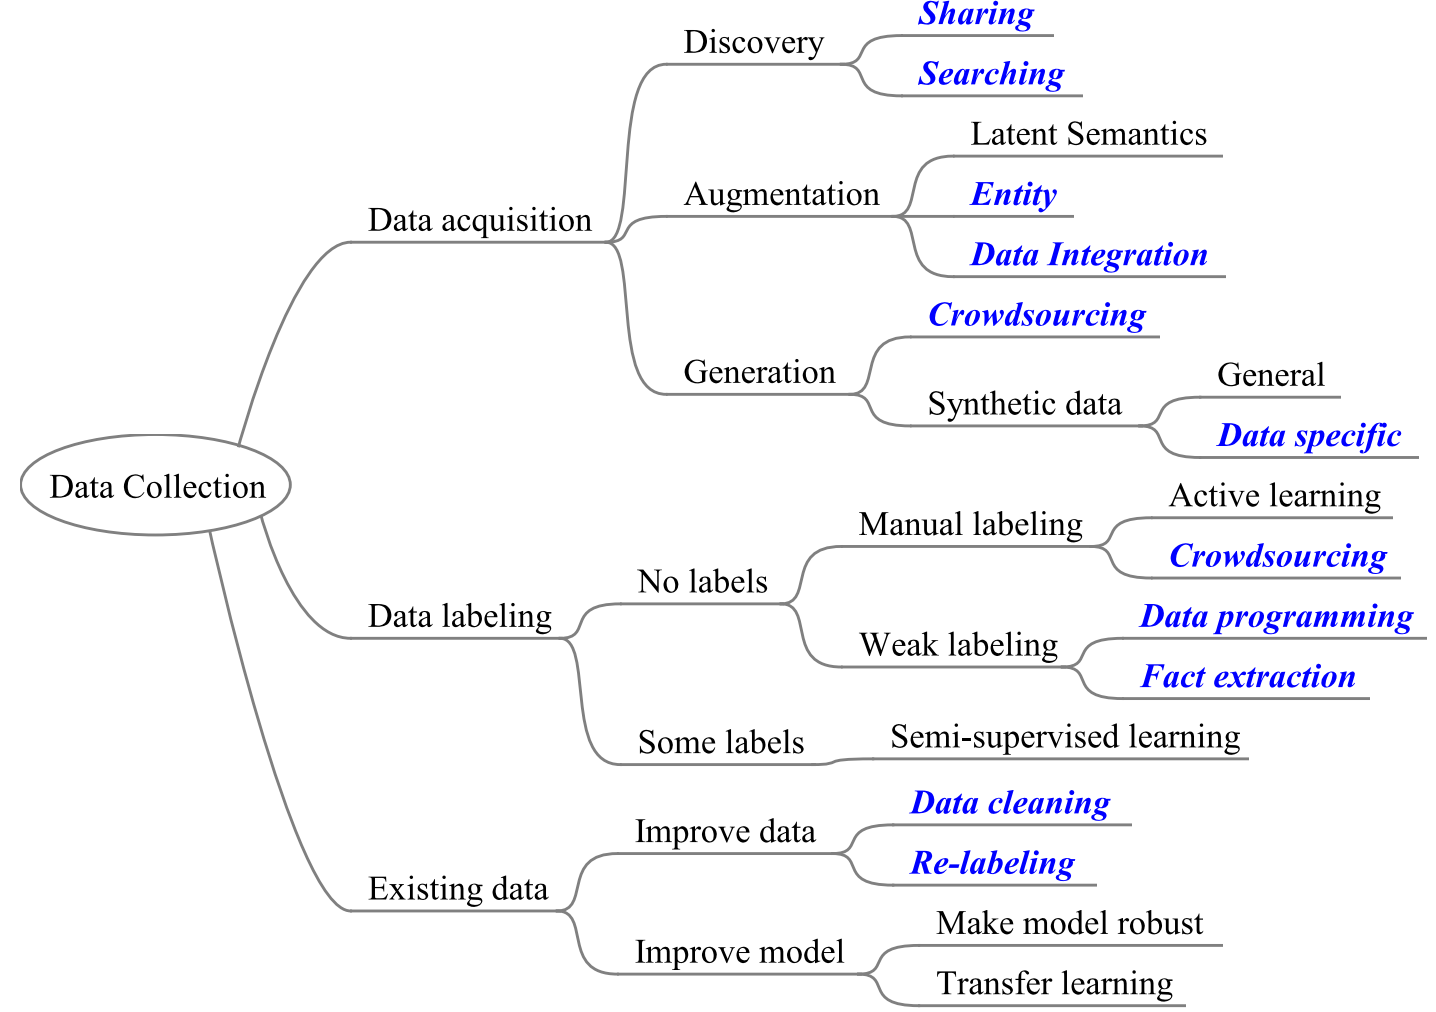 Sharing
Discovery
Searching
Latent Semantics
Augmentation
Entity
Data acquisition
Data Integration
Crowdsourcing
Generation
General
Synthetic data
Data specific
Data Collection
Active learning
Manual labeling
Crowdsourcing
No labels
Data labeling
Data programming
Weak labeling
Fact extraction
Some labels
Semi-supervised learning
Data cleaning
Improve data
Re-labeling
Existing data
Make model robust
Improve model
Transfer learning